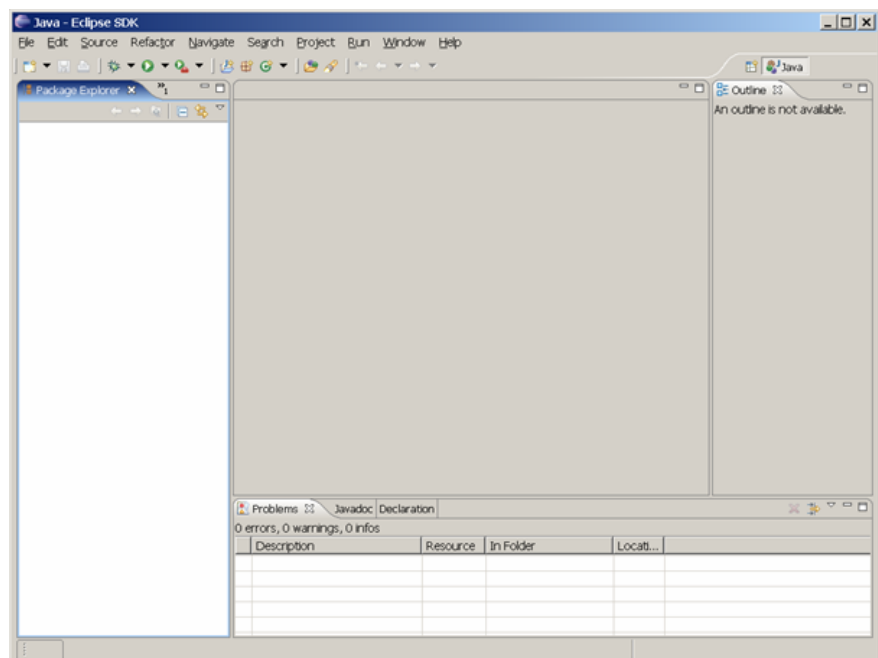 Java - Eclipse SDK
File Edit Source Refactor Navigate Search Project Run Window Help
Java
Package Explorer »1
Outline
An outline is not available.
Problems Javadoc Declaration
0 errors, 0 warnings, 0 infos
Description Resource In Folder Locati...